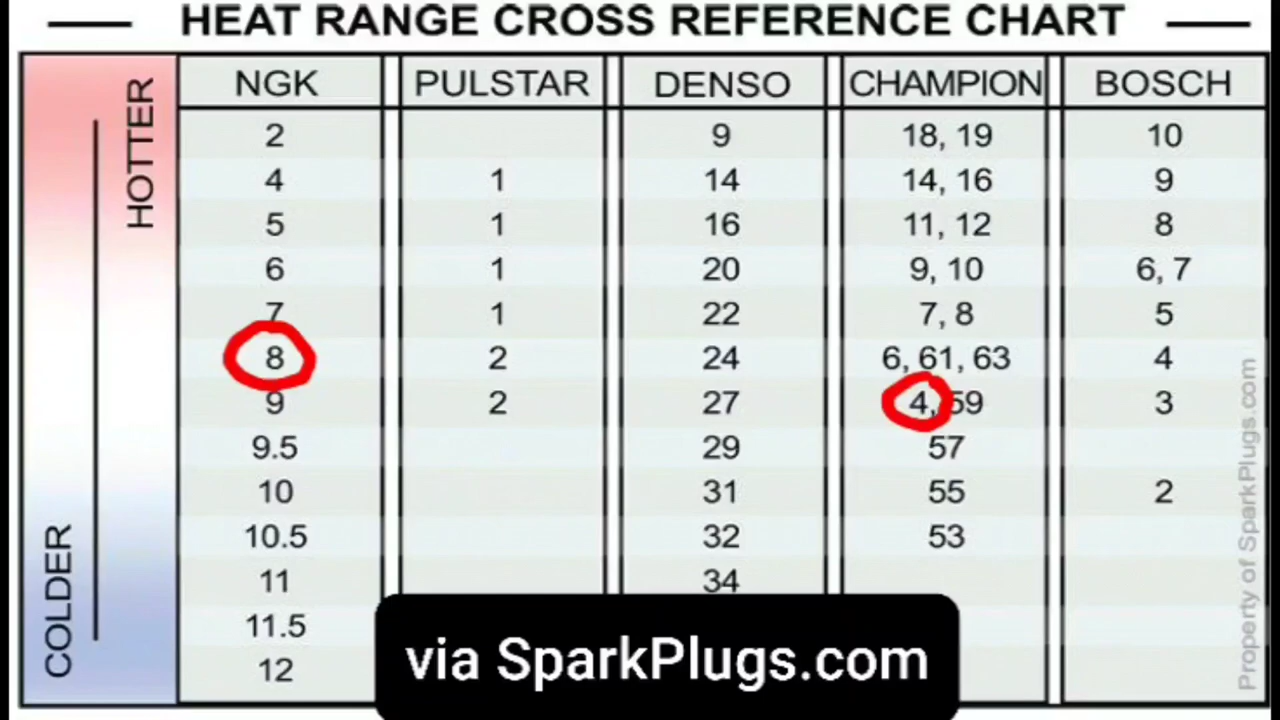 HEAT RANGE CROSS REFERENCE CHART
NGK PULSTAR DENSO CHAMPION BOSCH
HOTTER
COLDER
2 9 18, 19 10
4 1 14 14, 16 9
5 1 16 11, 12 8
6 1 20 9, 10 6, 7
7 1 22 7, 8 5
8 2 24 6, 61, 63 4
9 2 27 4, 59 3
9.5 29 57
10 31 55 2
10.5 32 53
11 34
11.5
12
via SparkPlugs.com
Property of SparkPlugs.com